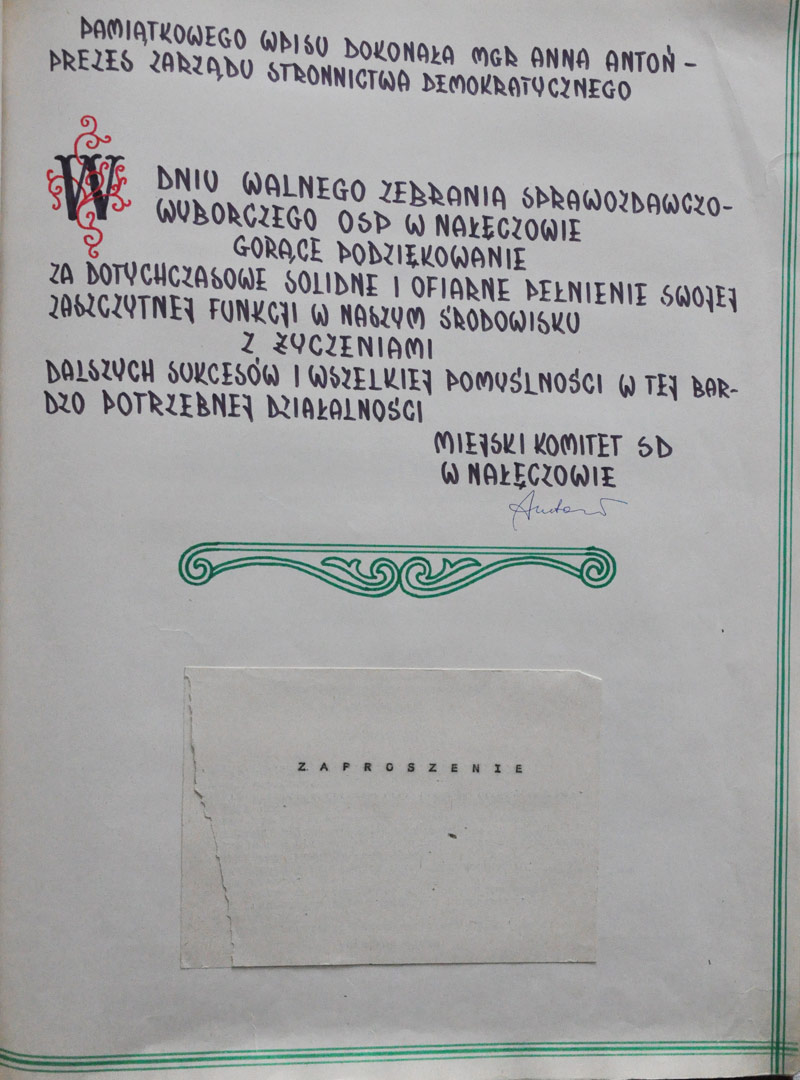 PAMIĄTKOWEGO WPISU DOKONAŁA MGR ANNA ANTOŃ –
PREZES ZARZĄDU STRONNICTWA DEMOKRATYCZNEGO
W DNIU WALNEGO ZEBRANIA SPRAWOZDAWCZO-
WYBORCZEGO OSP W NAŁĘCZOWIE
GORĄCE PODZIĘKOWANIE
ZA DOTYCHCZASOWE SOLIDNE I OFIARNE PEŁNIENIE SWOJEJ
ZASZCZYTNEJ FUNKCJI W NASZYM ŚRODOWISKU
Z ŻYCZENIAMI
DALSZYCH SUKCESÓW I WSZELKIEJ POMYŚLNOŚCI W TEJ BAR-
DZO POTRZEBNEJ DZIAŁALNOŚCI
MIEJSKI KOMITET SD
W NAŁĘCZOWIE
Antoń
ZAPROSZENIE